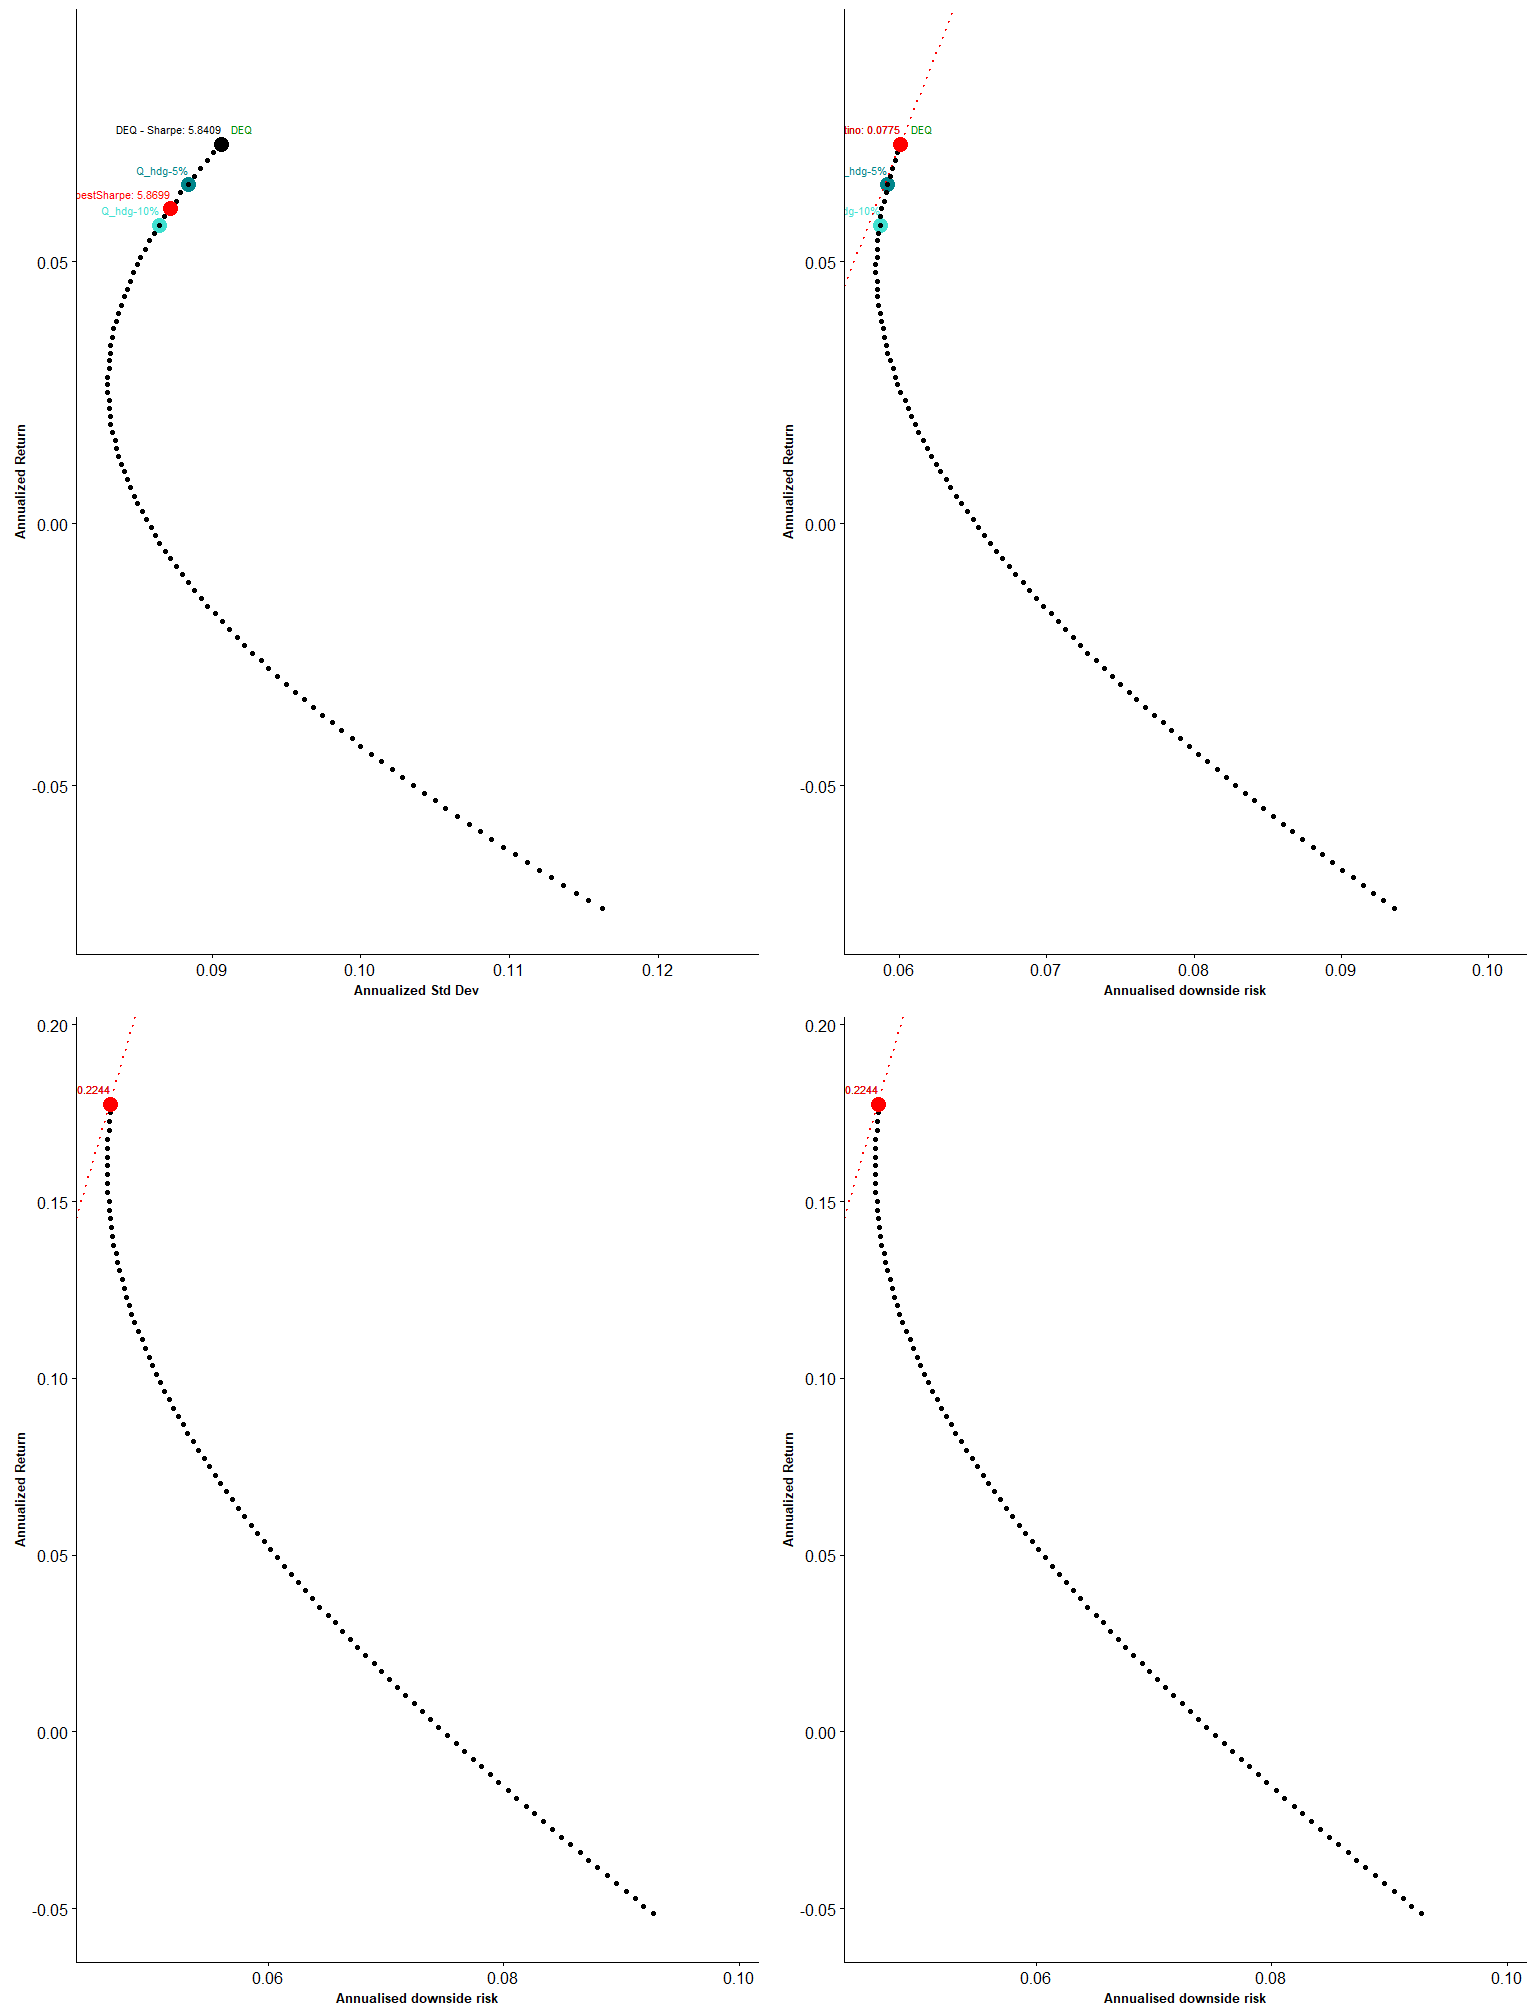 DEQ - Sharpe: 5.8409 DEQ
Q_hdg-5%
bestSharpe: 5.8699
Q_hdg-10%
0.05
0.00
-0.05
Annualized Return
0.09 0.10 0.11 0.12
Annualized Std Dev
tino: 0.0775 DEQ
_hdg-5%
dg-10%
0.05
0.00
-0.05
Annualized Return
0.06 0.07 0.08 0.09 0.10
Annualised downside risk
0.20
0.2244
0.15
0.10
0.05
0.00
-0.05
Annualized Return
0.06 0.08 0.10
Annualised downside risk
0.20
0.2244
0.15
0.10
0.05
0.00
-0.05
Annualized Return
0.06 0.08 0.10
Annualised downside risk